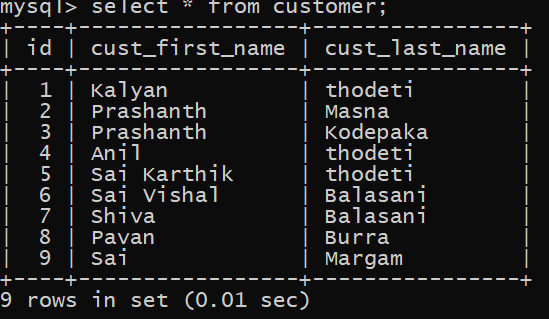 mysql> select * from customer;
+----+-----------------+----------------+
| id | cust_first_name | cust_last_name |
+----+-----------------+----------------+
|  1 | Kalyan          | thodeti        |
|  2 | Prashanth       | Masna          |
|  3 | Prashanth       | Kodepaka       |
|  4 | Anil            | thodeti        |
|  5 | Sai Karthik     | thodeti        |
|  6 | Sai Vishal      | Balasani       |
|  7 | Shiva           | Balasani       |
|  8 | Pavan           | Burra          |
|  9 | Sai             | Margam         |
+----+-----------------+----------------+
9 rows in set (0.01 sec)